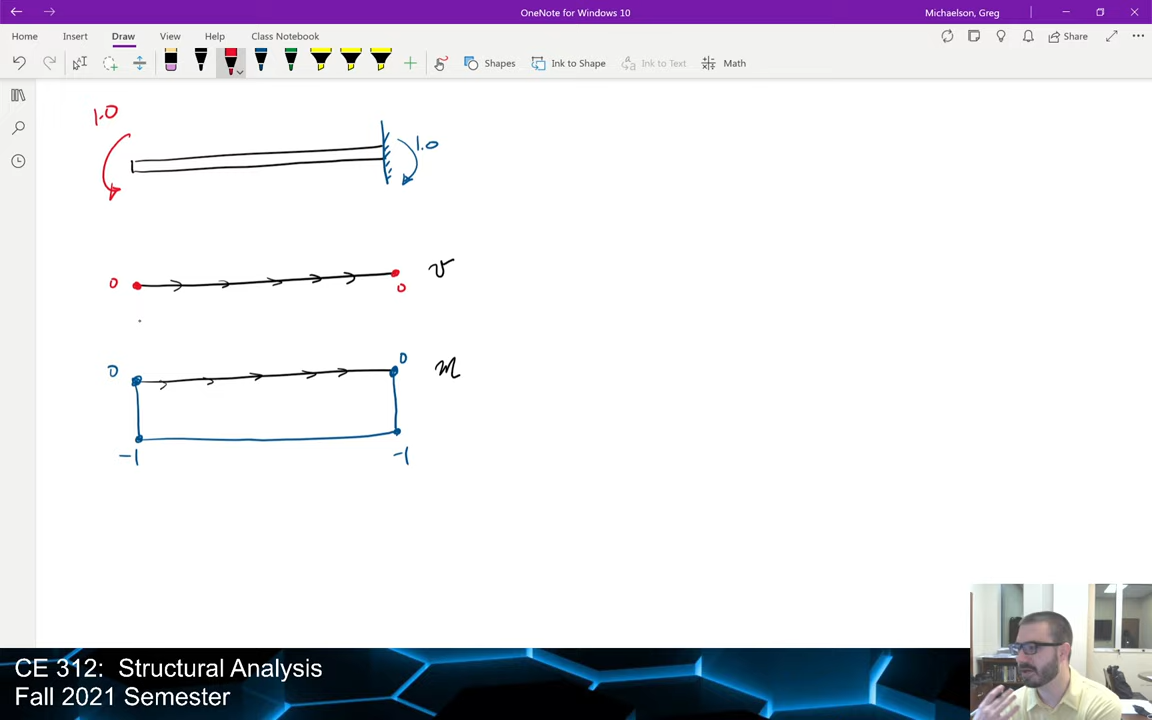 OneNote for Windows 10
Michaelson, Greg
Home
Insert
Draw
View
Help
Class Notebook
Share
Shapes
Ink to Shape
Ink to Text
Math
1.0
1.0
0
0
v
0
0
m
-1
-1
CE 312: Structural Analysis
Fall 2021 Semester